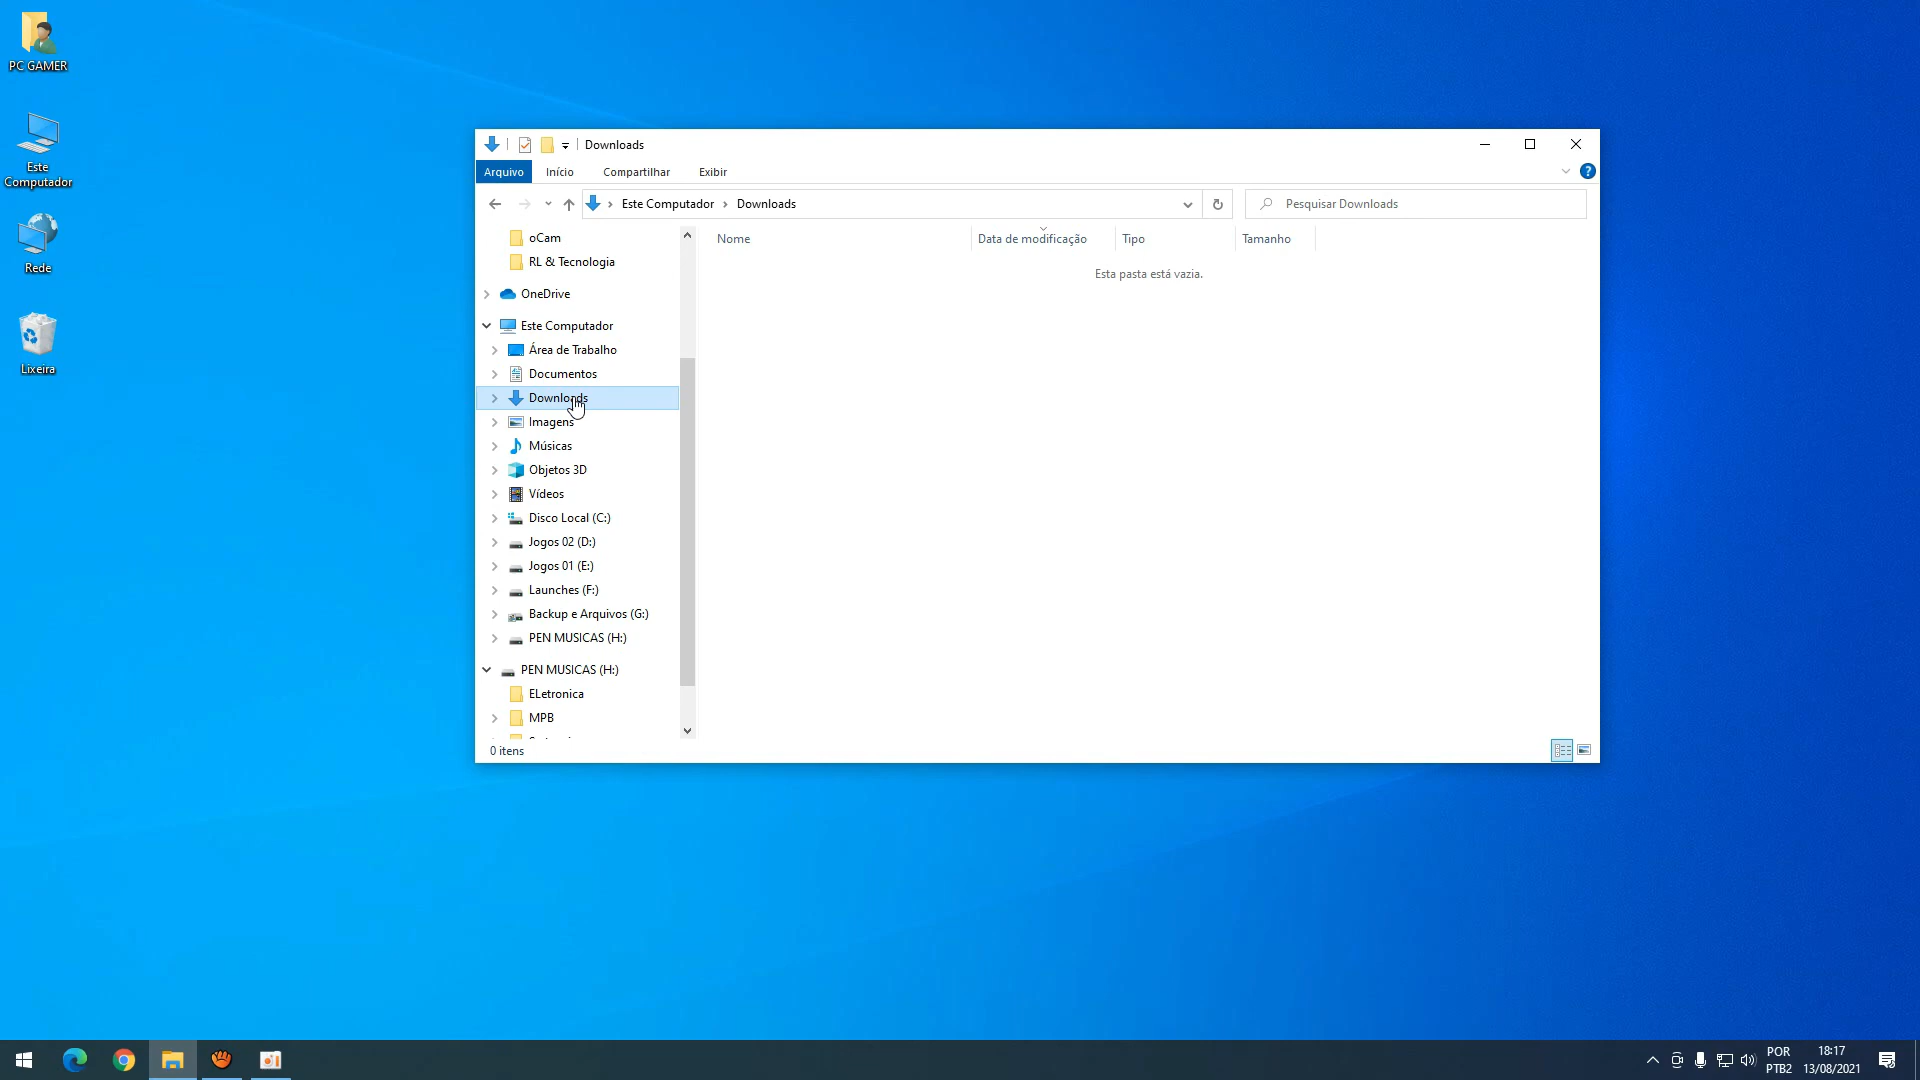 PC GAMER
Este
Computador
Rede
Lixeira
Downloads
Arquivo Início Compartilhar Exibir
Este Computador Downloads
Pesquisar Downloads
oCam
RL & Tecnologia
OneDrive
Este Computador
Área de Trabalho
Documentos
Downloads
Imagens
Músicas
Objetos 3D
Vídeos
Disco Local (C:)
Jogos 02 (D:)
Jogos 01 (E:)
Launches (F:)
Backup e Arquivos (G:)
PEN MUSICAS (H:)
PEN MUSICAS (H:)
ELetronica
MPB
Nome Data de modificação Tipo Tamanho
Esta pasta está vazia.
0 itens
POR
PTB2
18:17
13/08/2021